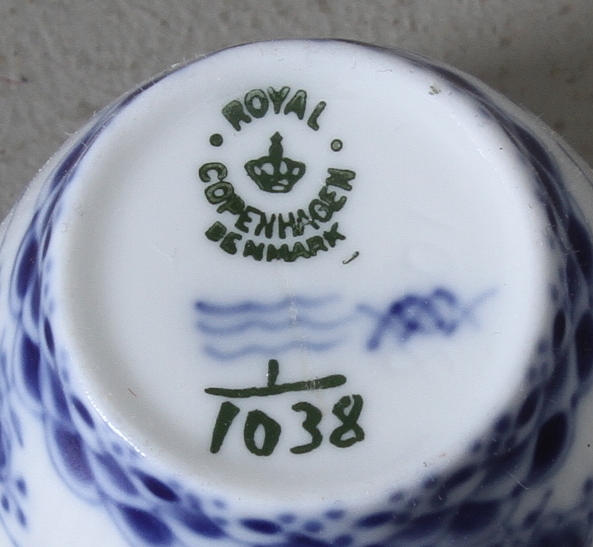 ROYAL
COPENHAGEN
DENMARK
1
1038